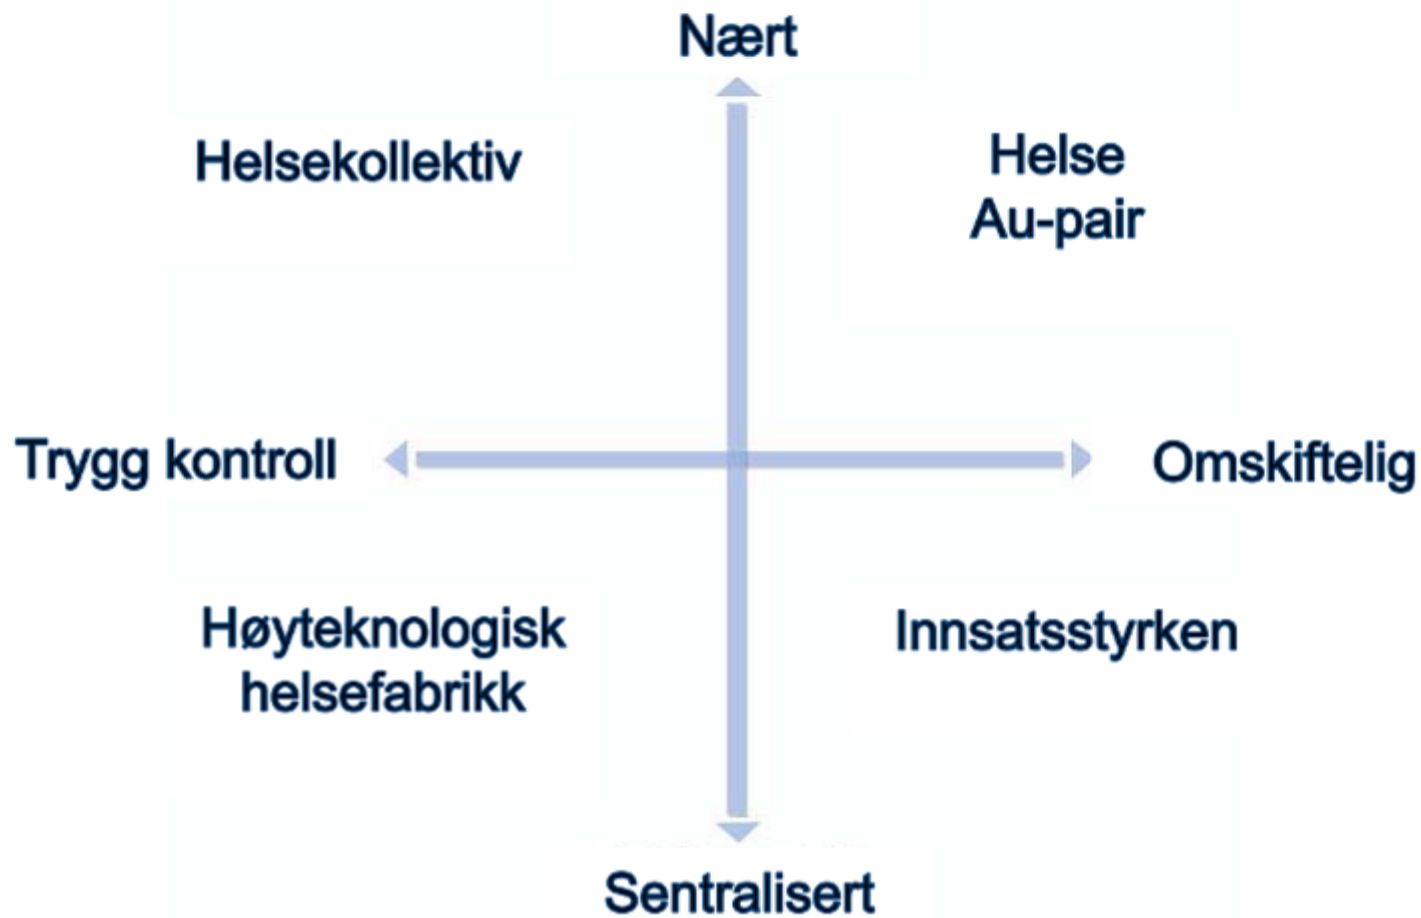 Nært
Helsekollektiv
Helse
Au-pair
Trygg kontroll
Omskiftelig
Høyteknologisk
helsefabrikk
Innsatsstyrken
Sentralisert